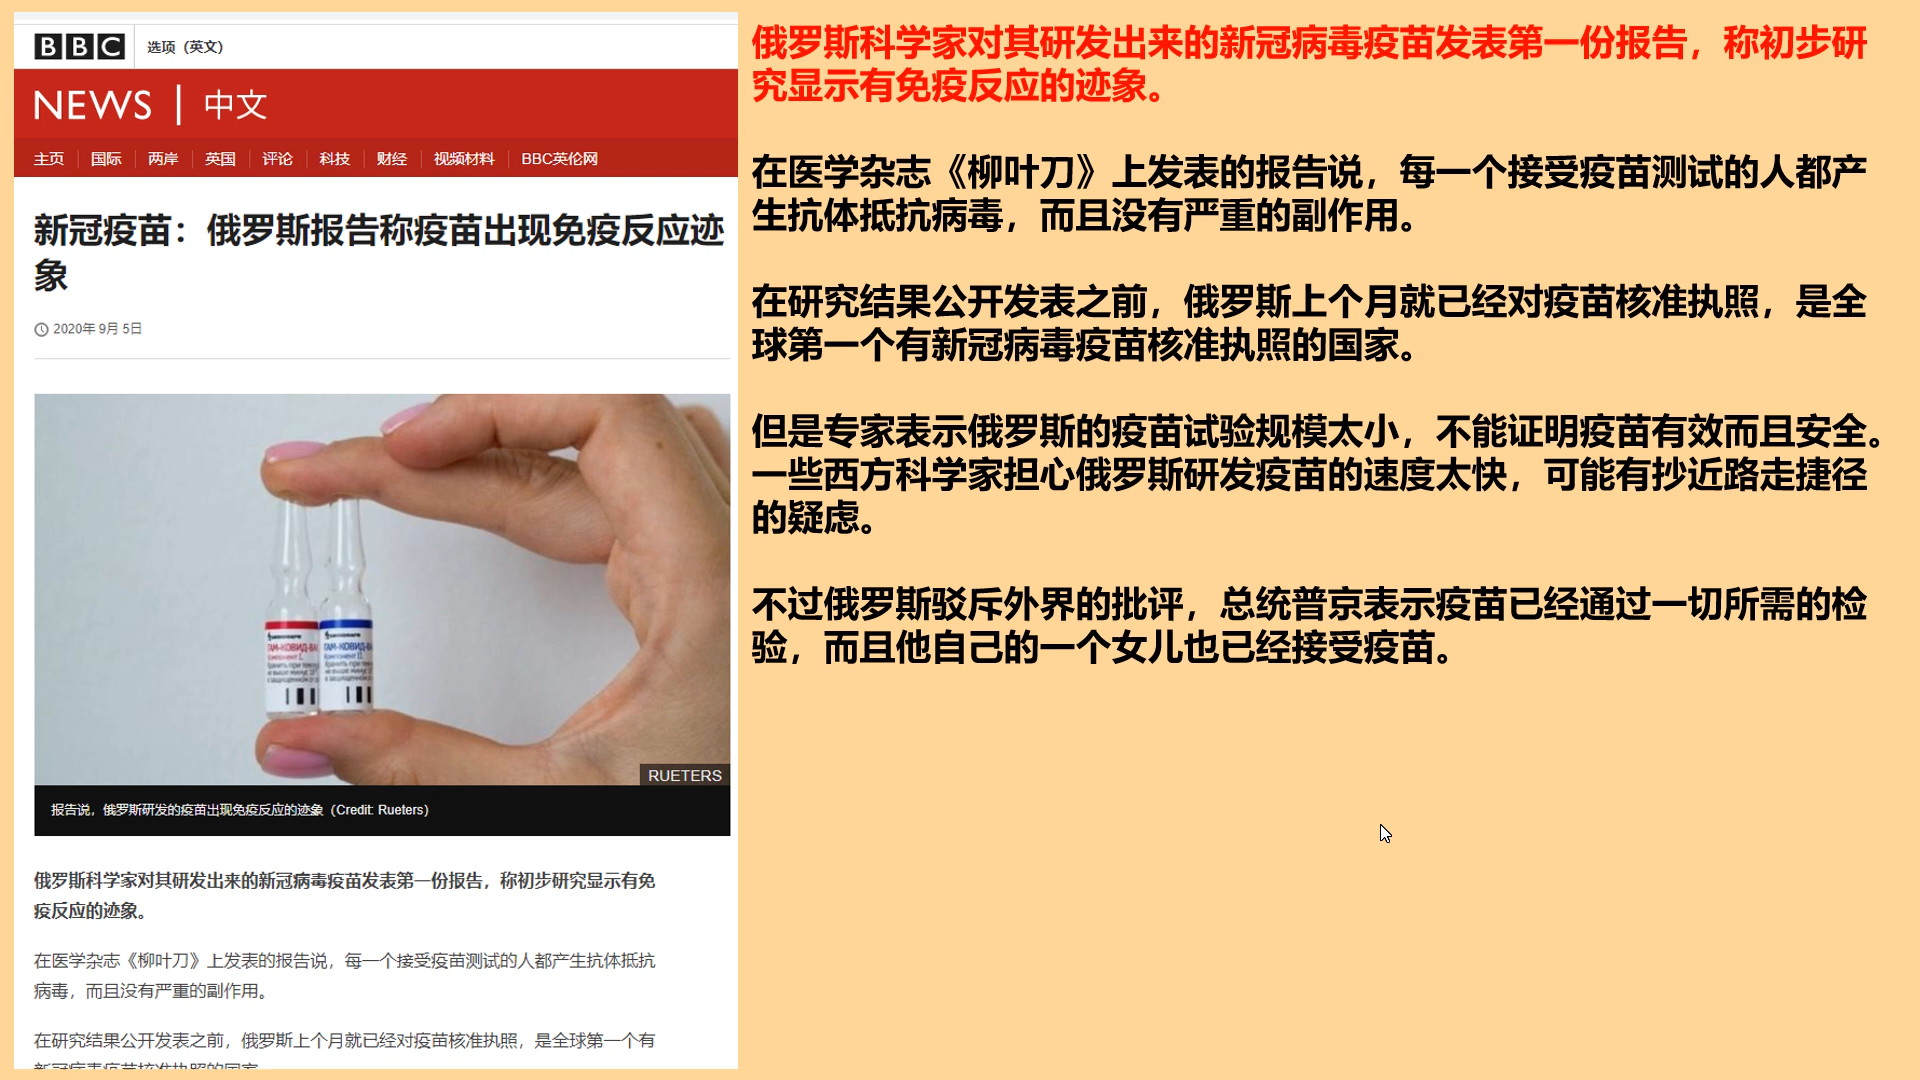 BBC
选项（英文）
NEWS | 中文
主页 国际 两岸 英国 评论 科技 财经 视频材料 BBC英伦网
新冠疫苗：俄罗斯报告称疫苗出现免疫反应迹
象
2020年 9月 5日
ГАМ-КОВИД-ВА
ГАМ-КОВИД-ВА
RUETERS
报告说，俄罗斯研发的疫苗出现免疫反应的迹象（Credit: Rueters）
俄罗斯科学家对其研发出来的新冠病毒疫苗发表第一份报告，称初步研究显示有免
疫反应的迹象。
在医学杂志《柳叶刀》上发表的报告说，每一个接受疫苗测试的人都产生抗体抵抗
病毒，而且没有严重的副作用。
在研究结果公开发表之前，俄罗斯上个月就已经对疫苗核准执照，是全球第一个有
新冠病毒疫苗核准执照的国家。
俄罗斯科学家对其研发出来的新冠病毒疫苗发表第一份报告，称初步研
究显示有免疫反应的迹象。
在医学杂志《柳叶刀》上发表的报告说，每一个接受疫苗测试的人都产
生抗体抵抗病毒，而且没有严重的副作用。
在研究结果公开发表之前，俄罗斯上个月就已经对疫苗核准执照，是全
球第一个有新冠病毒疫苗核准执照的国家。
但是专家表示俄罗斯的疫苗试验规模太小，不能证明疫苗有效而且安全。
一些西方科学家担心俄罗斯研发疫苗的速度太快，可能有抄近路走捷径
的疑虑。
不过俄罗斯驳斥外界的批评，总统普京表示疫苗已经通过一切所需的检
验，而且他自己的一个女儿也已经接受疫苗。